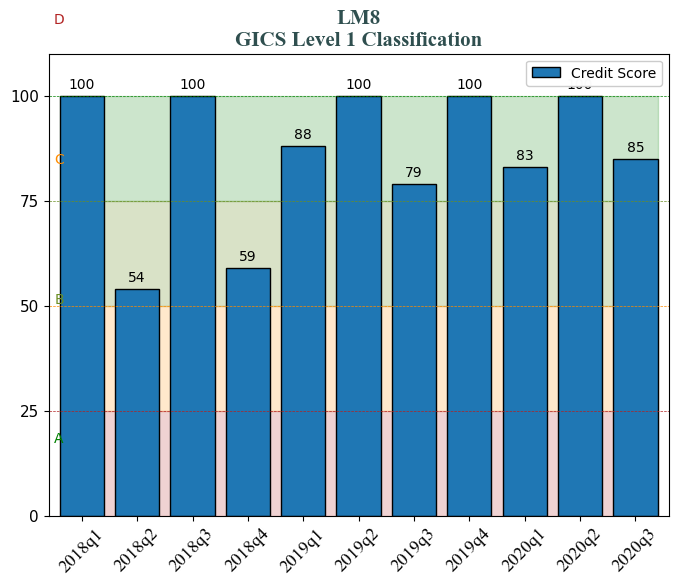 D
LM8
GICS Level 1 Classification
Credit Score
100
100
100
100
100
100
88
85
83
C
79
75
59
54
B
50
25
A
0
2018q1
2018q2
2018q3
2018q4
2019q1
2019q2
2019q3
2019q4
2020q1
2020q2
2020q3